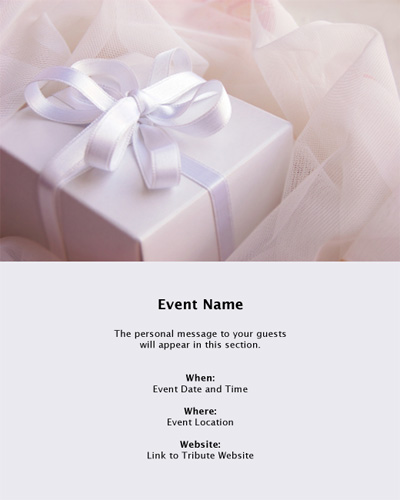 Event Name
The personal message to your guests
will appear in this section.
When:
Event Date and Time
Where:
Event Location
Website:
Link to Tribute Website